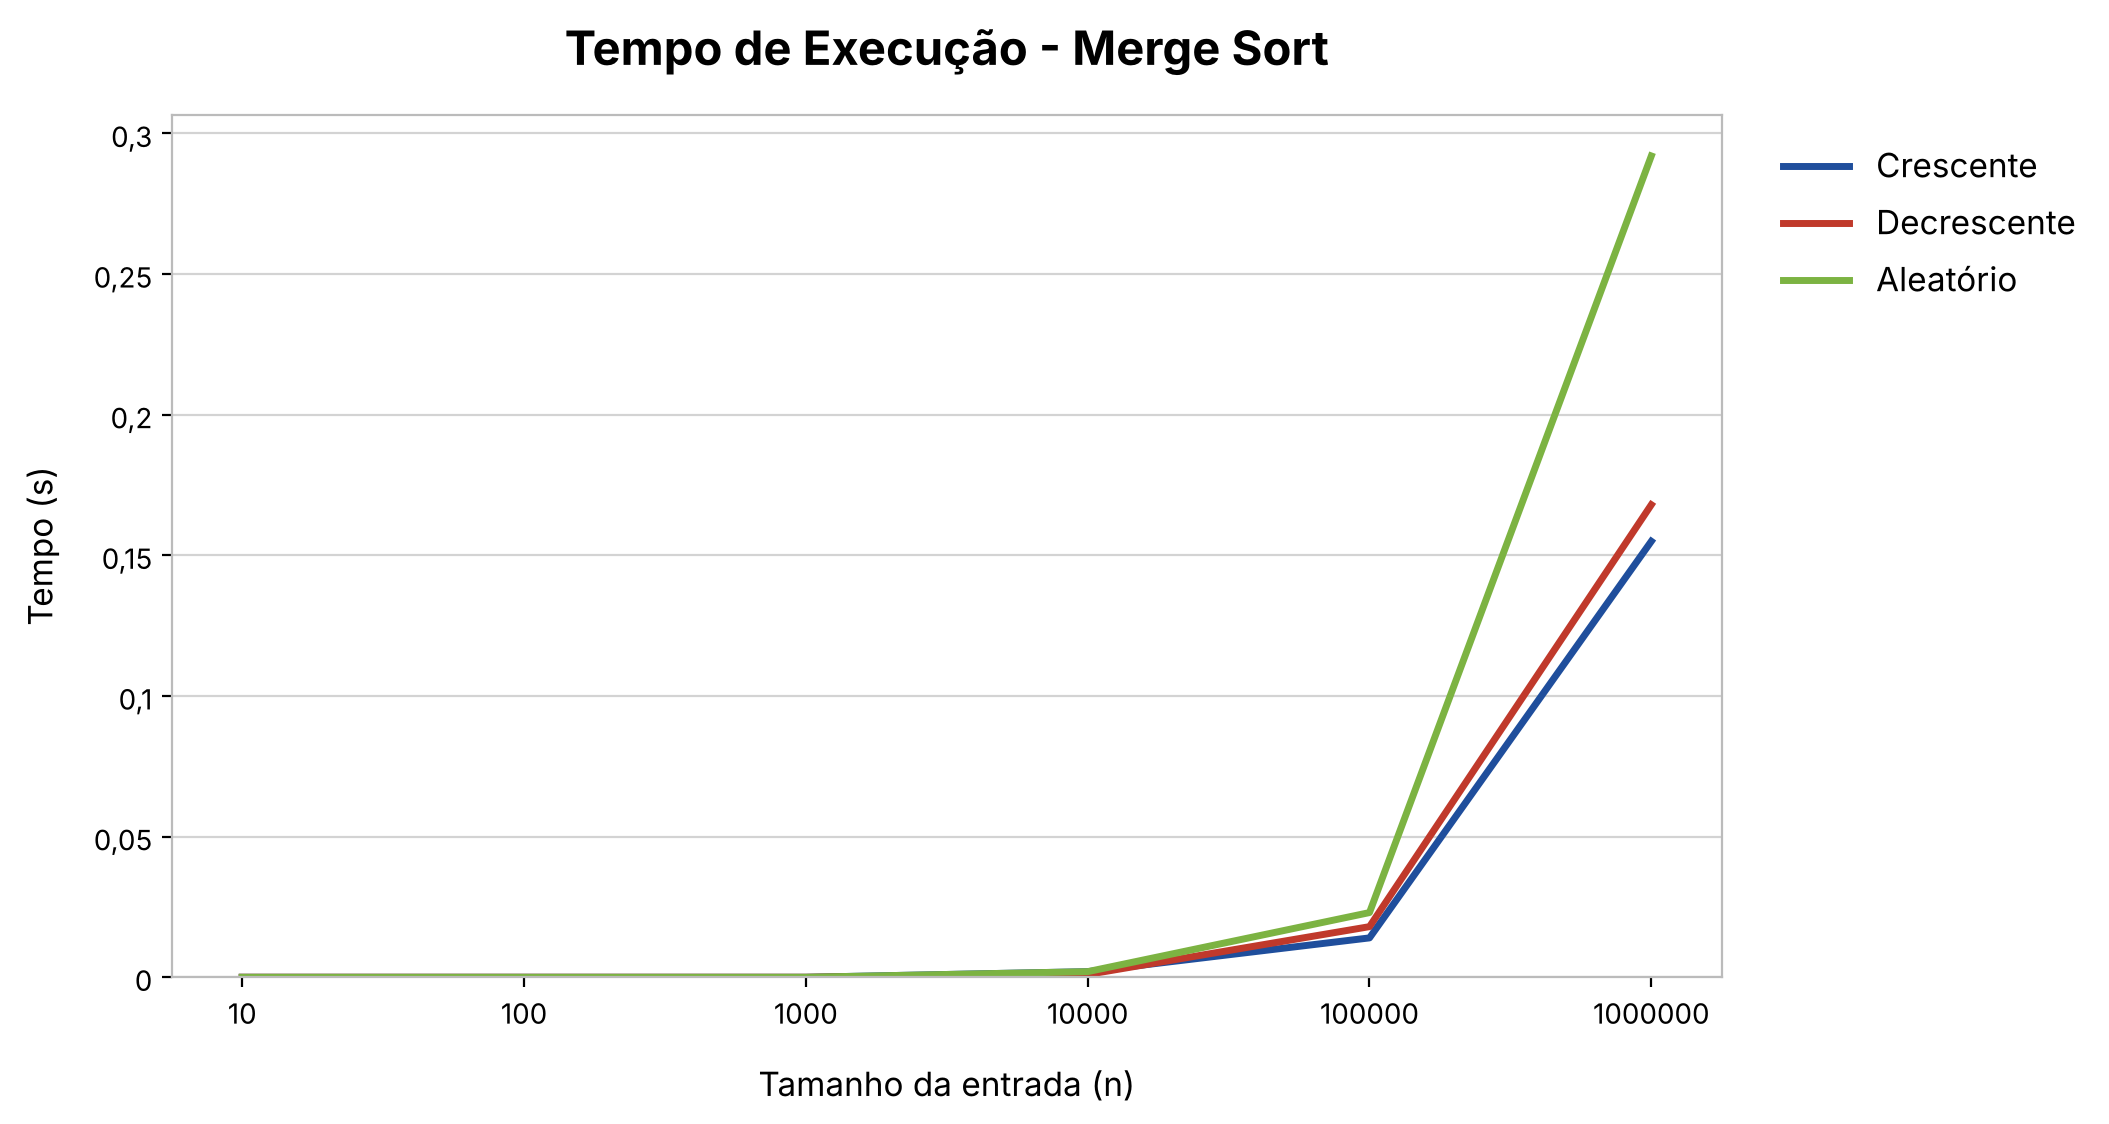 Tempo de Execução - Merge Sort
Crescente
Decrescente
Aleatório
Tempo (s)
0,3
0,25
0,2
0,15
0,1
0,05
0
10 100 1000 10000 100000 1000000
Tamanho da entrada (n)